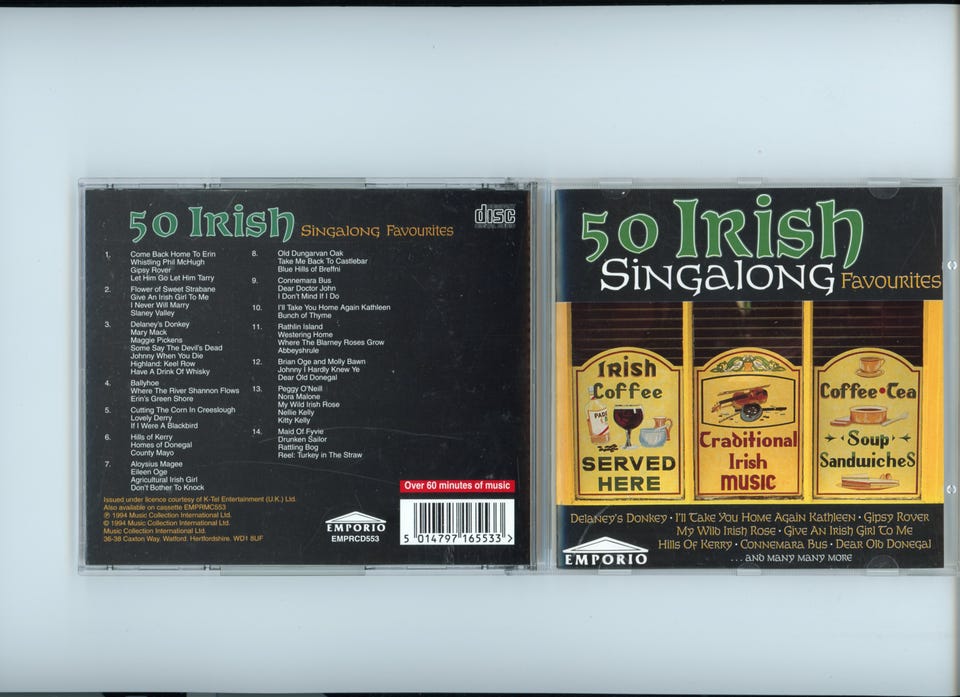 50 Irish Singalong Favourites
disc
1. Come Back Home To Erin
Whistling Phil McHugh
Gipsy Rover
Let Him Go Let Him Tarry
2. Flower of Sweet Strabane
Give An Irish Girl To Me
I Never Will Marry
Slaney Valley
3. Delaney's Donkey
Mary Mack
Maggie Pickens
Some Say The Devil's Dead
Johnny When You Die
Highland: Keel Row
Have A Drink Of Whisky
4. Ballyhoe
Where The River Shannon Flows
Erin's Green Shore
5. Cutting The Corn In Creeslough
Lovely Derry
If I Were A Blackbird
6. Hills of Kerry
Homes of Donegal
County Mayo
7. Aloysius Magee
Eileen Oge
Agricultural Irish Girl
Don't Bother To Knock
8. Old Dungarvan Oak
Take Me Back To Castlebar
Blue Hills of Breffni
9. Connemara Bus
Dear Doctor John
I Don't Mind If I Do
10. I'll Take You Home Again Kathleen
Bunch of Thyme
11. Rathlin Island
Westering Home
Where The Blarney Roses Grow
Abbeyshrule
12. Brian Oge and Molly Bawn
Johnny I Hardly Knew Ye
Dear Old Donegal
13. Peggy O'Neill
Nora Malone
My Wild Irish Rose
Nellie Kelly
Kitty Kelly
14. Maid Of Fyvie
Drunken Sailor
Rattling Bog
Reel: Turkey in The Straw
Over 60 minutes of music
Issued under licence courtesy of K-Tel Entertainment (U.K.) Ltd.
Also available on cassette EMPRMC553
℗ 1994 Music Collection International Ltd.
© 1994 Music Collection International Ltd.
Music Collection International Ltd.
36-38 Caxton Way, Watford. Hertfordshire. WD1 8UF
EMPORIO
EMPRCD553
5 014797 165533 >
50 Irish
Singalong Favourites
Irish
Coffee
SERVED
HERE
Traditional
Irish
MUSIC
Coffee•Tea
Soup
Sandwiches
Delaney's Donkey • I'll Take You Home Again Kathleen • Gipsy Rover
My Wild Irish Rose • Give An Irish Girl To Me
Hills Of Kerry • Connemara Bus • Dear Old Donegal
... and many many more
EMPORIO